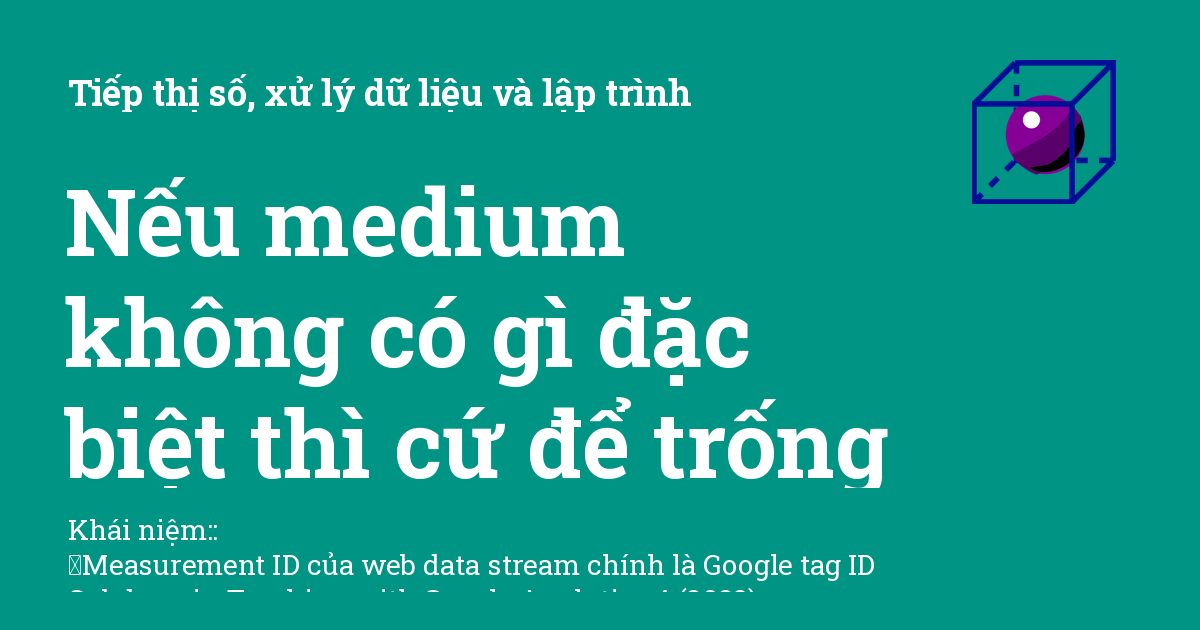 Tiếp thị số, xử lý dữ liệu và lập trình
Nếu medium
không có gì đặc
biệt thì cứ để trống
Khái niệm::
Measurement ID của web data stream chính là Google tag ID